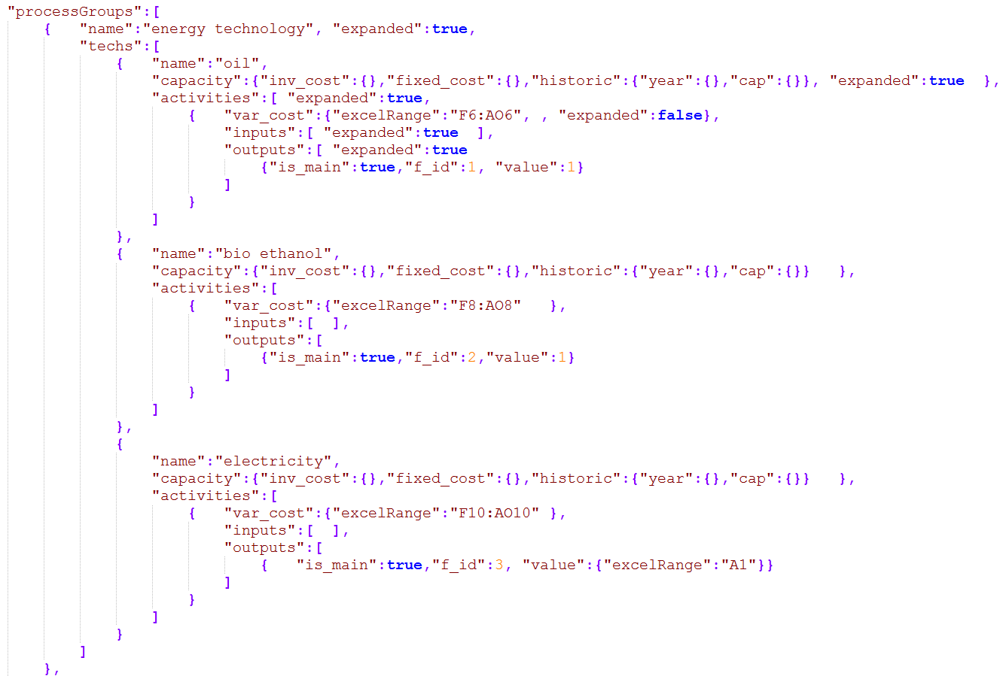 "processGroups":[
    {   "name":"energy technology", "expanded":true,
        "techs":[
            {   "name":"oil",
                "capacity":{"inv_cost":{},"fixed_cost":{},"historic":{"year":{},"cap":{}}, "expanded":true  },
                "activities":[ "expanded":true,
                    {   "var_cost":{"excelRange":"F6:AO6", , "expanded":false},
                        "inputs":[ "expanded":true  ],
                        "outputs":[ "expanded":true
                            {"is_main":true,"f_id":1, "value":1}
                        ]
                    }
                ]
            },
            {   "name":"bio ethanol",
                "capacity":{"inv_cost":{},"fixed_cost":{},"historic":{"year":{},"cap":{}}   },
                "activities":[
                    {   "var_cost":{"excelRange":"F8:AO8"   },
                        "inputs":[  ],
                        "outputs":[
                            {"is_main":true,"f_id":2,"value":1}
                        ]
                    }
                ]
            },
            {
                "name":"electricity",
                "capacity":{"inv_cost":{},"fixed_cost":{},"historic":{"year":{},"cap":{}}   },
                "activities":[
                    {   "var_cost":{"excelRange":"F10:AO10" },
                        "inputs":[  ],
                        "outputs":[
                            {   "is_main":true,"f_id":3, "value":{"excelRange":"A1"}}
                        ]
                    }
                ]
            }
        ]
    },